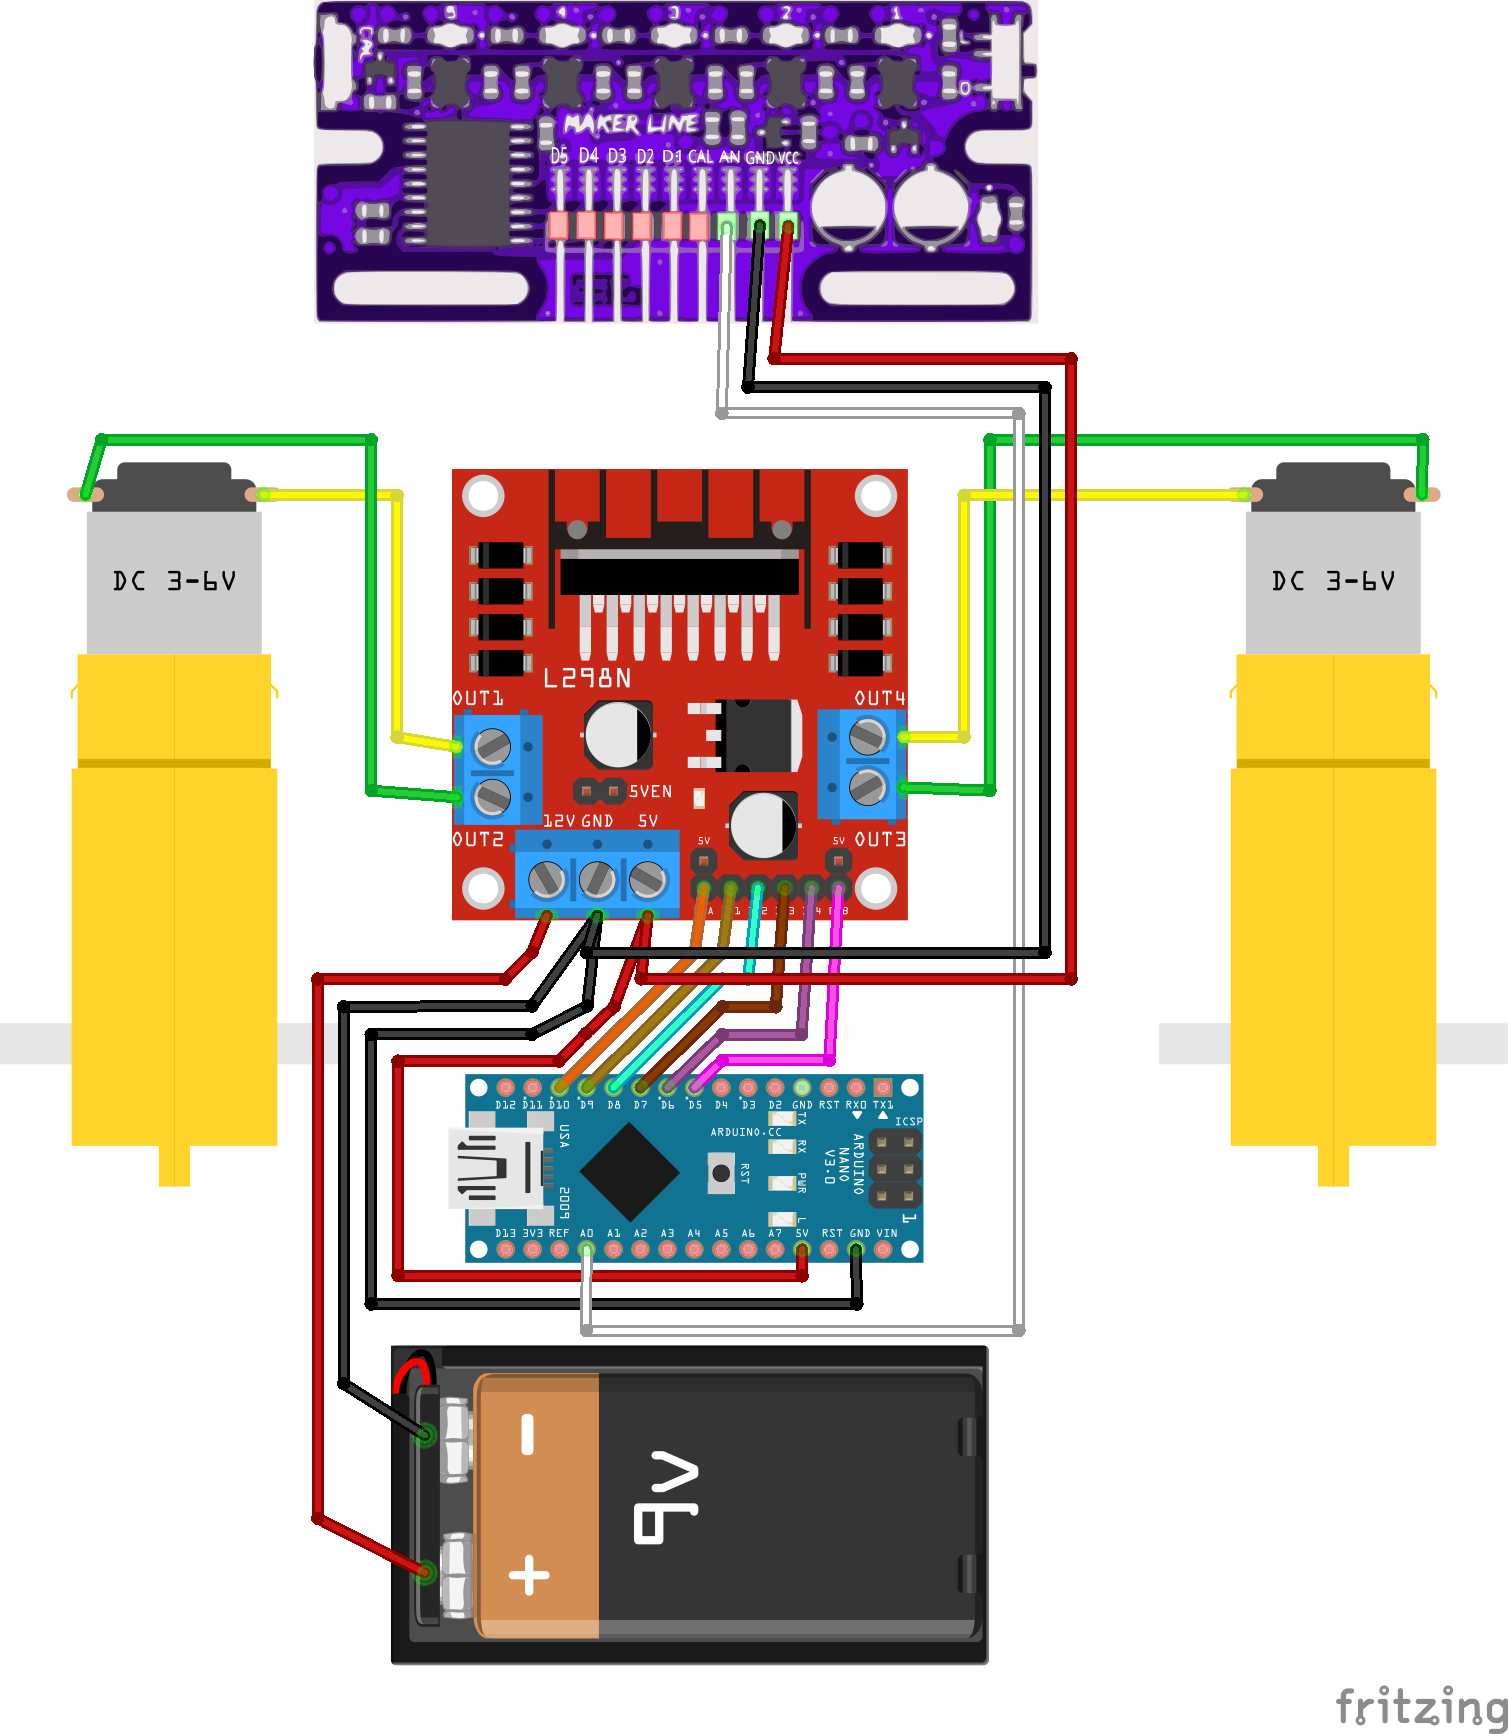 5 4 3 2 1
CAL
L
O
MAKER LINE
D5 D4 D3 D2 D1 CAL AN GND VCC
DC 3-6V
DC 3-6V
L298N
OUT1
OUT4
5VEN
12V GND 5V
OUT2
5V
5V
OUT3
D12 D11 D10 D9 D8 D7 D6 D5 D4 D3 D2 GND RST RX0 TX1
ICSP
USA
ARDUINO.CC
TX
RX
ARDUINO
NANO
V3.0
RST
PWR
2009
L
1
D13 3V3 REF A0 A1 A2 A3 A4 A5 A6 A7 5V RST GND VIN
-
9V
+
fritzing